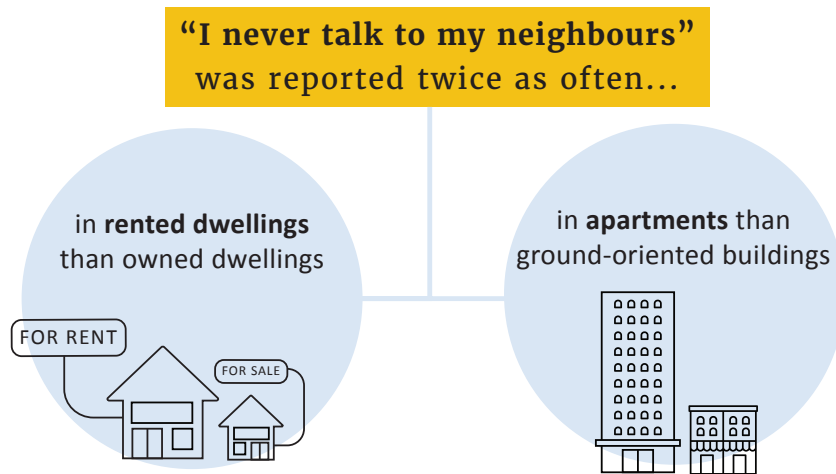 “I never talk to my neighbours”
was reported twice as often...
in rented dwellings
than owned dwellings
FOR RENT
FOR SALE
in apartments than
ground-oriented buildings